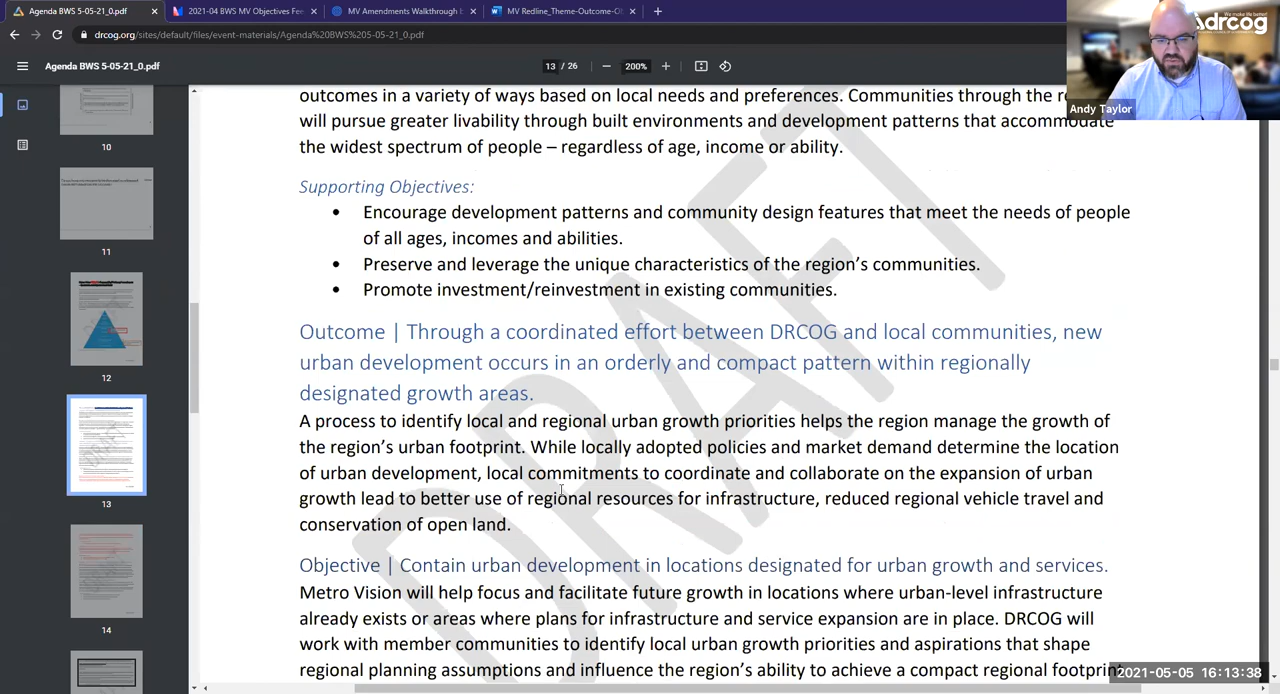 Agenda BWS 5-05-21_0.pdf
2021-04 BWS MV Objectives Fee
MV Amendments Walkthrough b
MV Redline_Theme-Outcome-O
drcog.org/sites/default/files/event-materials/Agenda%20BWS%205-05-21_0.pdf
We make life better!
drcog
Agenda BWS 5-05-21_0.pdf
13 / 26
200%
Andy Taylor
10
11
12
13
14
outcomes in a variety of ways based on local needs and preferences. Communities through the re
will pursue greater livability through built environments and development patterns that accommodate
the widest spectrum of people – regardless of age, income or ability.
Supporting Objectives:
• Encourage development patterns and community design features that meet the needs of people
of all ages, incomes and abilities.
• Preserve and leverage the unique characteristics of the region's communities.
• Promote investment/reinvestment in existing communities.
Outcome | Through a coordinated effort between DRCOG and local communities, new
urban development occurs in an orderly and compact pattern within regionally
designated growth areas.
A process to identify local and regional urban growth priorities helps the region manage the growth of
the region's urban footprint. While locally adopted policies and market demand determine the location
of urban development, local commitments to coordinate and collaborate on the expansion of urban
growth lead to better use of regional resources for infrastructure, reduced regional vehicle travel and
conservation of open land.
Objective | Contain urban development in locations designated for urban growth and services.
Metro Vision will help focus and facilitate future growth in locations where urban-level infrastructure
already exists or areas where plans for infrastructure and service expansion are in place. DRCOG will
work with member communities to identify local urban growth priorities and aspirations that shape
regional planning assumptions and influence the region's ability to achieve a compact regional footprint
DRAFT
2021-05-05 16:13:38